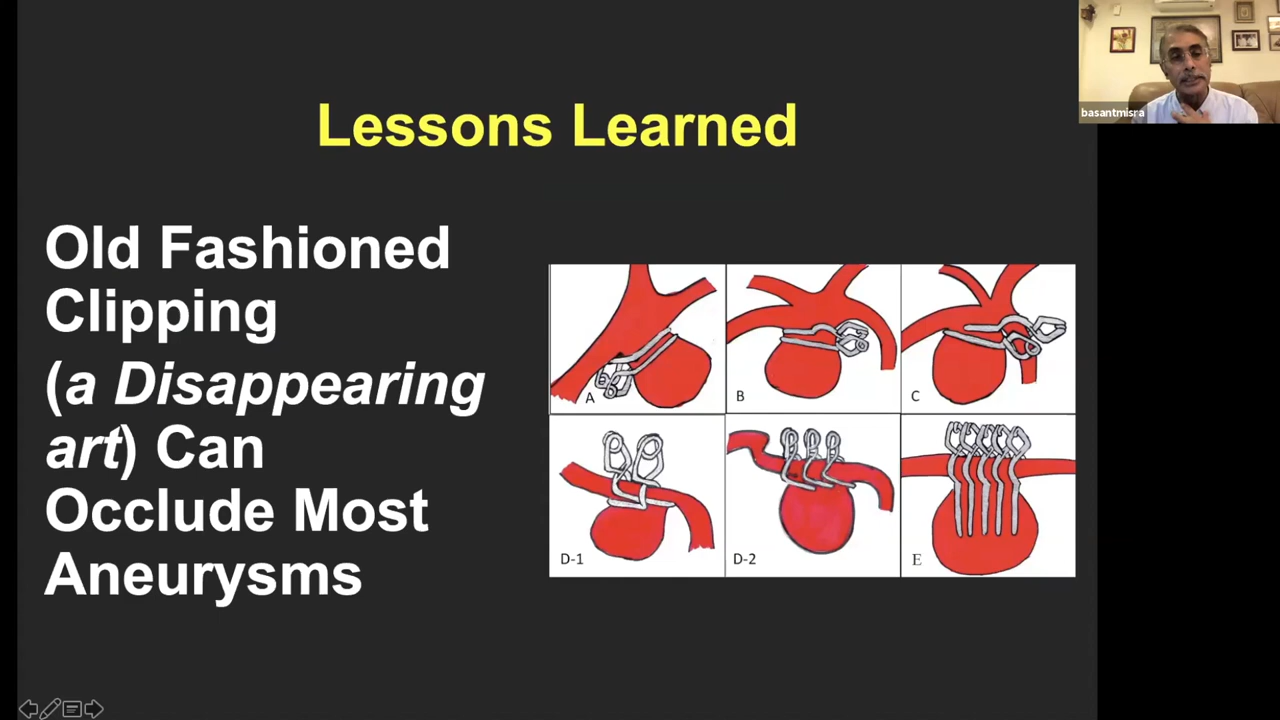 Lessons Learned
Old Fashioned
Clipping
(a Disappearing
art) Can
Occlude Most
Aneurysms
A
B
C
D-1
D-2
E
basantmisra